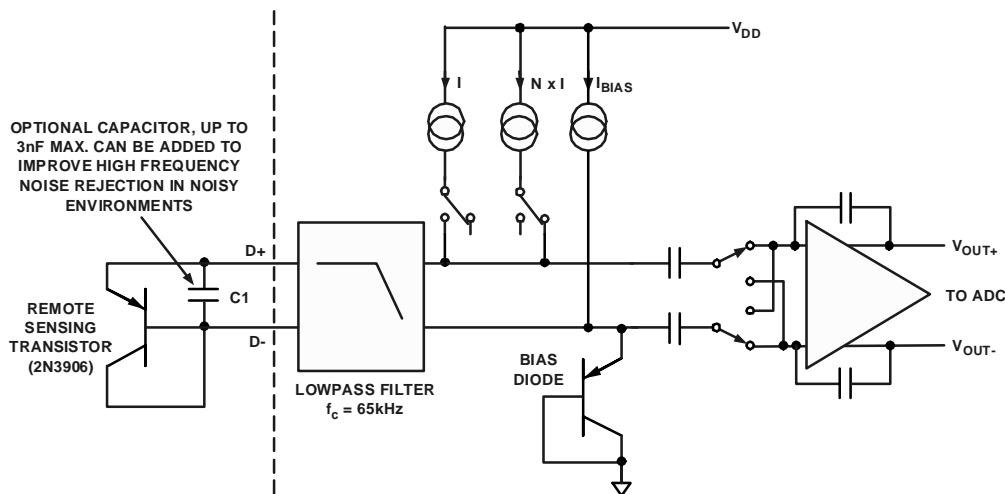 V_DD
I
N x I
I_BIAS
OPTIONAL CAPACITOR, UP TO
3nF MAX. CAN BE ADDED TO
IMPROVE HIGH FREQUENCY
NOISE REJECTION IN NOISY
ENVIRONMENTS
D+
C1
D-
REMOTE
SENSING
TRANSISTOR
(2N3906)
LOWPASS FILTER
f_c = 65kHz
BIAS
DIODE
V_OUT+
TO ADC
V_OUT-